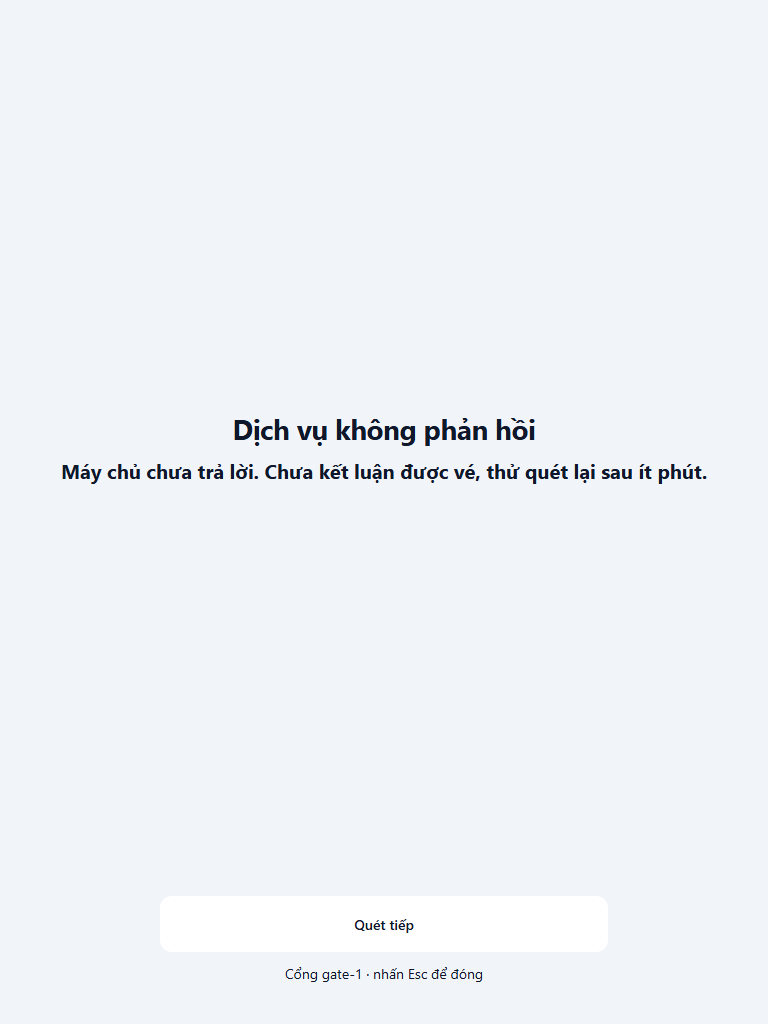 Dịch vụ không phản hồi
Máy chủ chưa trả lời. Chưa kết luận được vé, thử quét lại sau ít phút.
Quét tiếp
Cổng gate-1 · nhấn Esc để đóng